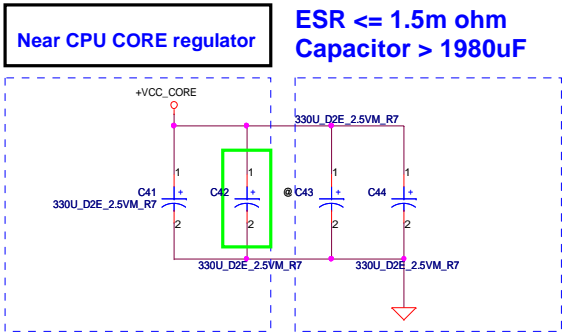 Near CPU CORE regulator
ESR <= 1.5m ohm
Capacitor > 1980uF
+VCC_CORE
330U_D2E_2.5VM_R7
1
1
1
1
C41
+
C42
+
@
C43
+
C44
+
330U_D2E_2.5VM_R7
2
2
2
2
330U_D2E_2.5VM_R7
330U_D2E_2.5VM_R7